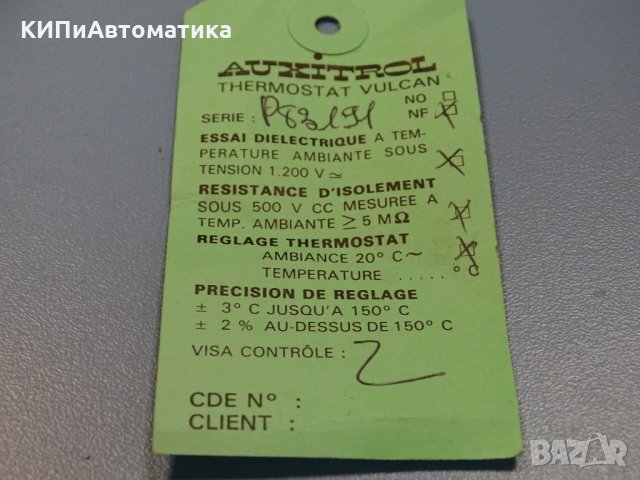 КИПиАвтоматика
AUXITROL
THERMOSTAT VULCAN
NO
SERIE : P83191 NF
ESSAI DIELECTRIQUE A TEM-
PERATURE AMBIANTE SOUS
TENSION 1.200 V ≃
RESISTANCE D'ISOLEMENT
SOUS 500 V CC MESUREE A
TEMP. AMBIANTE ≥ 5 MΩ
REGLAGE THERMOSTAT
AMBIANCE 20° C~
TEMPERATURE ..... °C
PRECISION DE REGLAGE
± 3° C JUSQU'A 150° C
± 2 % AU-DESSUS DE 150° C
VISA CONTRÔLE :
CDE N° :
CLIENT :
BAZAR